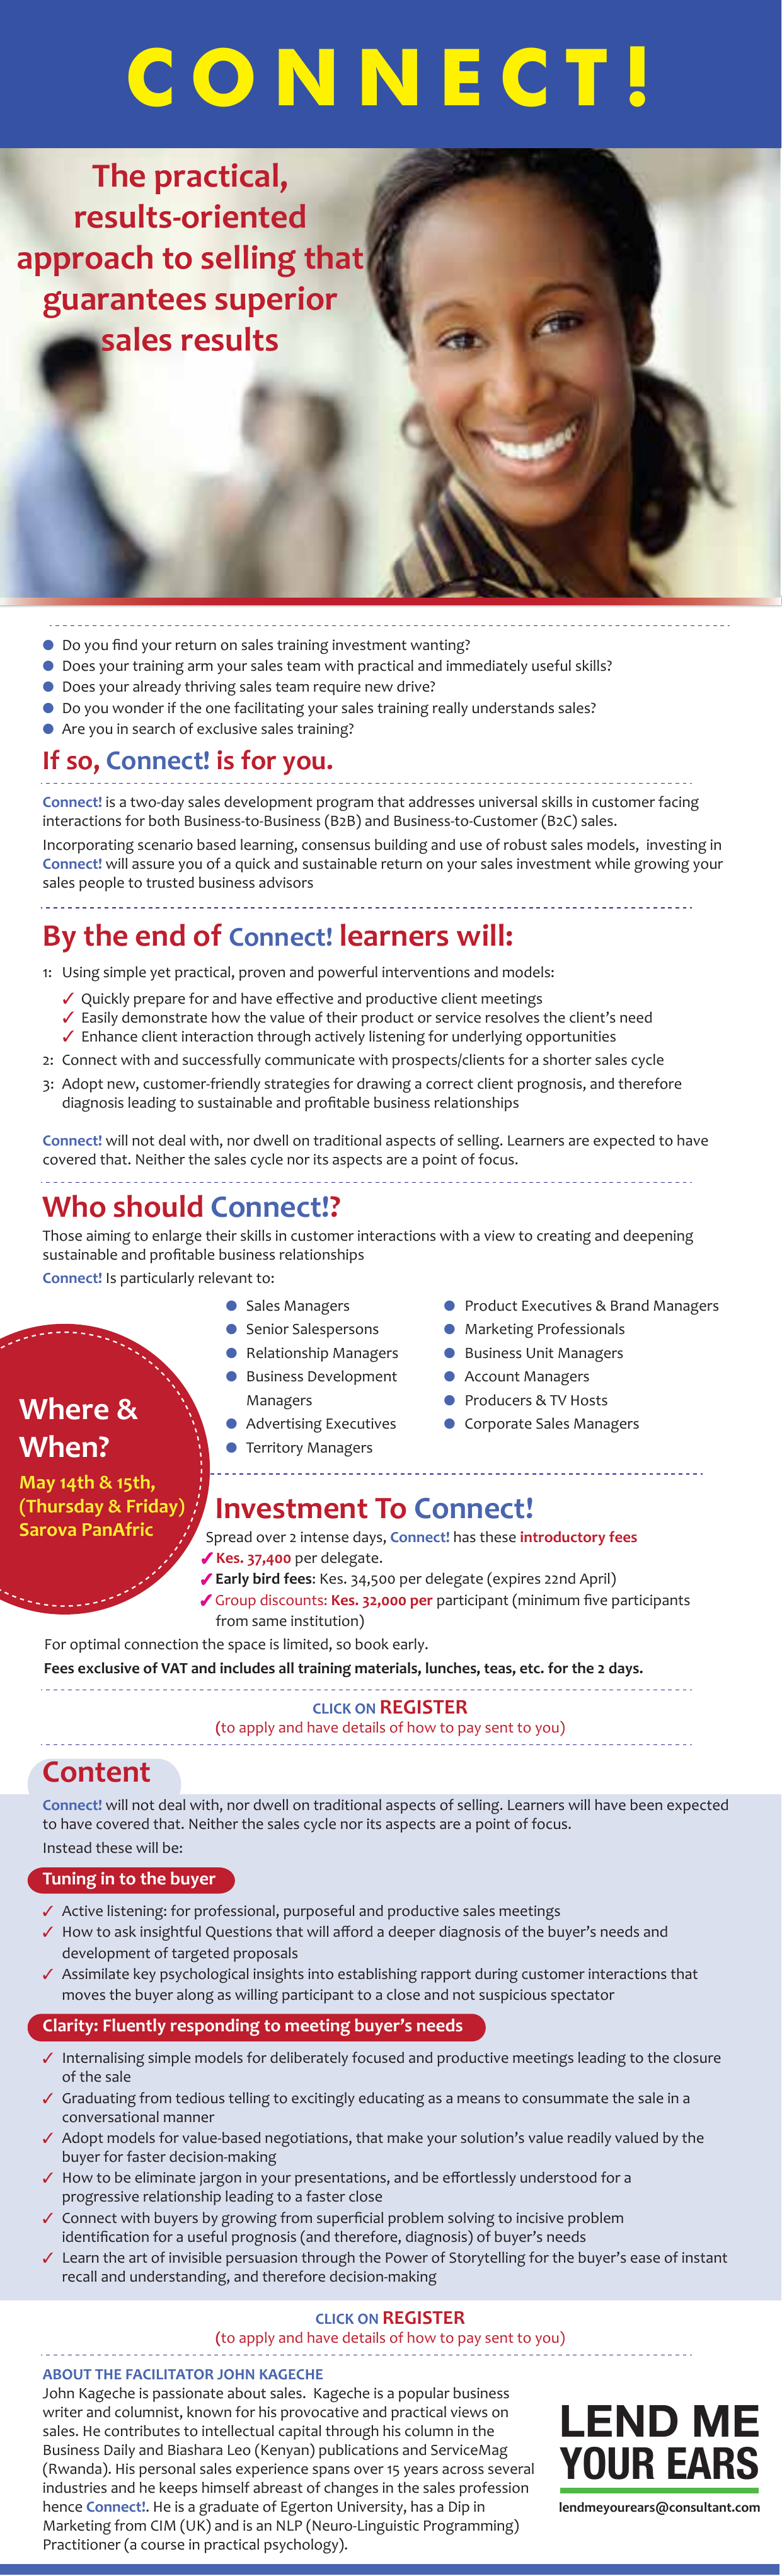 CONNECT!
The practical,
results-oriented
approach to selling that
guarantees superior
sales results
Do you find your return on sales training investment wanting?
Does your training arm your sales team with practical and immediately useful skills?
Does your already thriving sales team require new drive?
Do you wonder if the one facilitating your sales training really understands sales?
Are you in search of exclusive sales training?
If so, Connect! is for you.
Connect! is a two-day sales development program that addresses universal skills in customer facing
interactions for both Business-to-Business (B2B) and Business-to-Customer (B2C) sales.
Incorporating scenario based learning, consensus building and use of robust sales models, investing in
Connect! will assure you of a quick and sustainable return on your sales investment while growing your
sales people to trusted business advisors
By the end of Connect! learners will:
1: Using simple yet practical, proven and powerful interventions and models:
✓ Quickly prepare for and have effective and productive client meetings
✓ Easily demonstrate how the value of their product or service resolves the client's need
✓ Enhance client interaction through actively listening for underlying opportunities
2: Connect with and successfully communicate with prospects/clients for a shorter sales cycle
3: Adopt new, customer-friendly strategies for drawing a correct client prognosis, and therefore
diagnosis leading to sustainable and profitable business relationships
Connect! will not deal with, nor dwell on traditional aspects of selling. Learners are expected to have
covered that. Neither the sales cycle nor its aspects are a point of focus.
Who should Connect!?
Those aiming to enlarge their skills in customer interactions with a view to creating and deepening
sustainable and profitable business relationships
Connect! Is particularly relevant to:
Sales Managers
Senior Salespersons
Relationship Managers
Business Development
Managers
Advertising Executives
Territory Managers
Product Executives & Brand Managers
Marketing Professionals
Business Unit Managers
Account Managers
Producers & TV Hosts
Corporate Sales Managers
Where &
When?
May 14th & 15th,
(Thursday & Friday)
Sarova PanAfric
Investment To Connect!
Spread over 2 intense days, Connect! has these introductory fees
✓ Kes. 37,400 per delegate.
✓ Early bird fees: Kes. 34,500 per delegate (expires 22nd April)
✓ Group discounts: Kes. 32,000 per participant (minimum five participants
from same institution)
For optimal connection the space is limited, so book early.
Fees exclusive of VAT and includes all training materials, lunches, teas, etc. for the 2 days.
CLICK ON REGISTER
(to apply and have details of how to pay sent to you)
Content
Connect! will not deal with, nor dwell on traditional aspects of selling. Learners will have been expected
to have covered that. Neither the sales cycle nor its aspects are a point of focus.
Instead these will be:
Tuning in to the buyer
✓ Active listening: for professional, purposeful and productive sales meetings
✓ How to ask insightful Questions that will afford a deeper diagnosis of the buyer's needs and
development of targeted proposals
✓ Assimilate key psychological insights into establishing rapport during customer interactions that
moves the buyer along as willing participant to a close and not suspicious spectator
Clarity: Fluently responding to meeting buyer's needs
✓ Internalising simple models for deliberately focused and productive meetings leading to the closure
of the sale
✓ Graduating from tedious telling to excitingly educating as a means to consummate the sale in a
conversational manner
✓ Adopt models for value-based negotiations, that make your solution's value readily valued by the
buyer for faster decision-making
✓ How to be eliminate jargon in your presentations, and be effortlessly understood for a
progressive relationship leading to a faster close
✓ Connect with buyers by growing from superficial problem solving to incisive problem
identification for a useful prognosis (and therefore, diagnosis) of buyer's needs
✓ Learn the art of invisible persuasion through the Power of Storytelling for the buyer's ease of instant
recall and understanding, and therefore decision-making
CLICK ON REGISTER
(to apply and have details of how to pay sent to you)
ABOUT THE FACILITATOR JOHN KAGECHE
John Kageche is passionate about sales. Kageche is a popular business
writer and columnist, known for his provocative and practical views on
sales. He contributes to intellectual capital through his column in the
Business Daily and Biashara Leo (Kenyan) publications and ServiceMag
(Rwanda). His personal sales experience spans over 15 years across several
industries and he keeps himself abreast of changes in the sales profession
hence Connect!. He is a graduate of Egerton University, has a Dip in
Marketing from CIM (UK) and is an NLP (Neuro-Linguistic Programming)
Practitioner (a course in practical psychology).
LEND ME
YOUR EARS
lendmeyourears@consultant.com